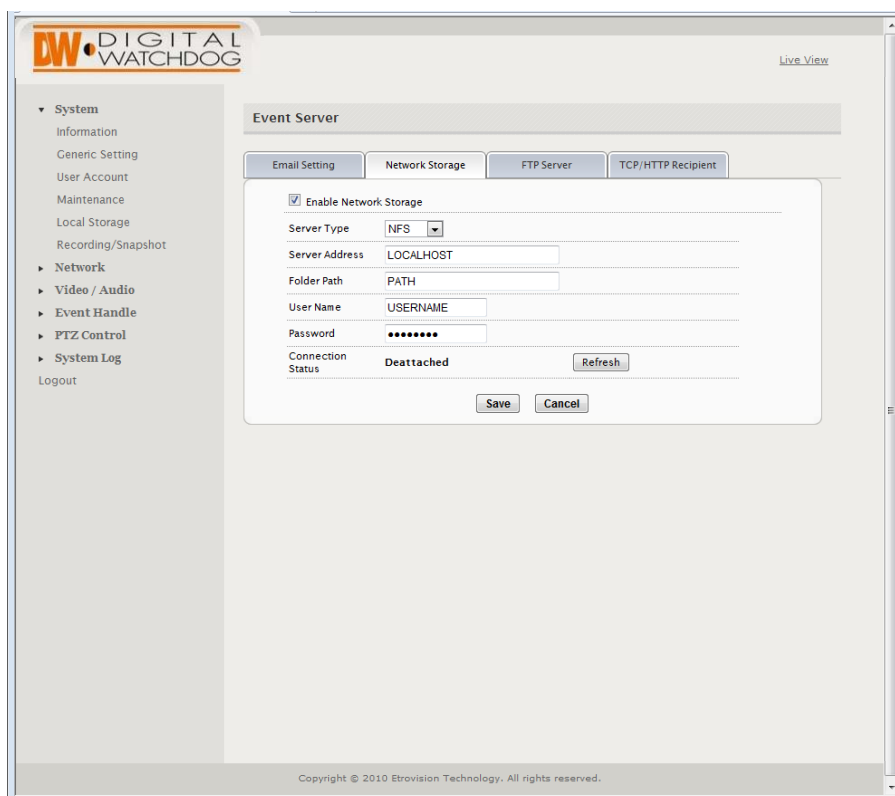 DW DIGITAL
WATCHDOG
Live View
System
Information
Generic Setting
User Account
Maintenance
Local Storage
Recording/Snapshot
Network
Video / Audio
Event Handle
PTZ Control
System Log
Logout
Event Server
Email Setting Network Storage FTP Server TCP/HTTP Recipient
Enable Network Storage
Server Type NFS
Server Address LOCALHOST
Folder Path PATH
User Name USERNAME
Password ••••••••
Connection
Status Deattached Refresh
Save Cancel
Copyright © 2010 Etrovision Technology. All rights reserved.